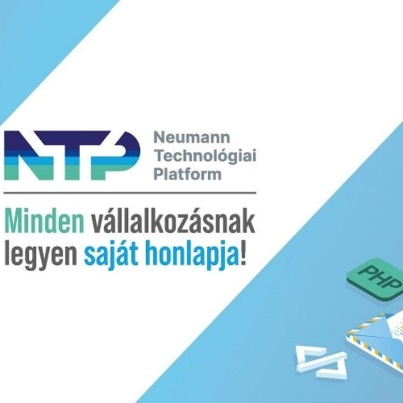 NTP
Neumann
Technológiai
Platform
Minden vállalkozásnak
legyen saját honlapja!
PHP